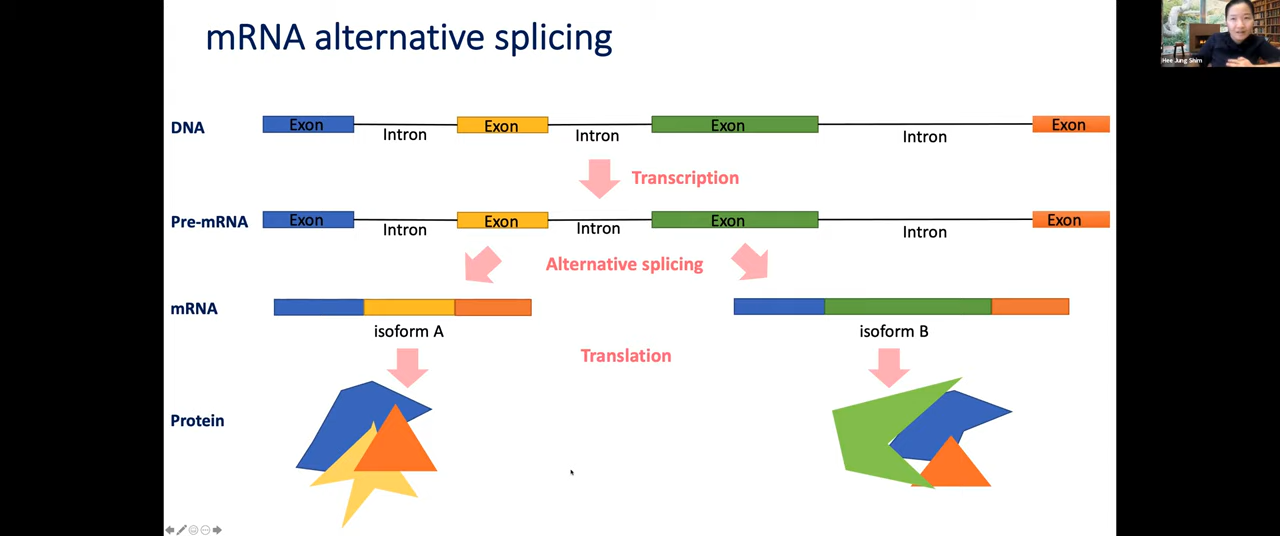 mRNA alternative splicing
Hee Jung Shim
DNA
Exon
Exon
Exon
Exon
Intron
Intron
Intron
Transcription
Pre-mRNA
Exon
Exon
Exon
Exon
Intron
Intron
Intron
Alternative splicing
mRNA
isoform A
isoform B
Translation
Protein